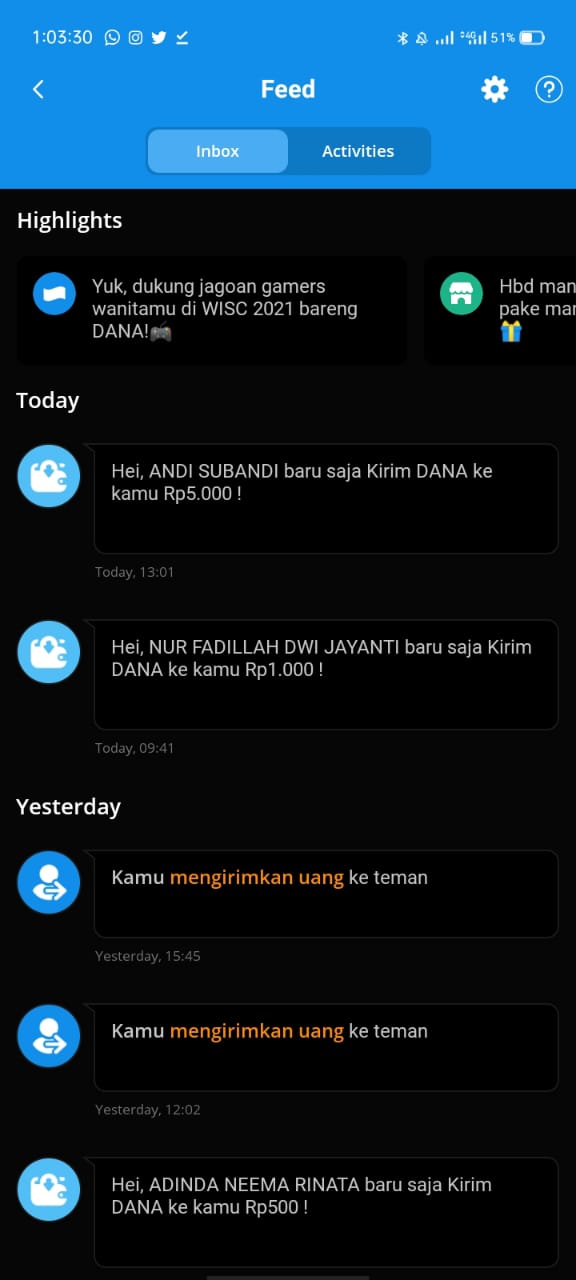 1:03:30
4G 51%
Feed
Inbox Activities
Highlights
Yuk, dukung jagoan gamers
wanitamu di WISC 2021 bareng
DANA!🎮
Hbd man
pake mar
🎁
Today
Hei, ANDI SUBANDI baru saja Kirim DANA ke
kamu Rp5.000 !
Today, 13:01
Hei, NUR FADILLAH DWI JAYANTI baru saja Kirim
DANA ke kamu Rp1.000 !
Today, 09:41
Yesterday
Kamu mengirimkan uang ke teman
Yesterday, 15:45
Kamu mengirimkan uang ke teman
Yesterday, 12:02
Hei, ADINDA NEEMA RINATA baru saja Kirim
DANA ke kamu Rp500 !